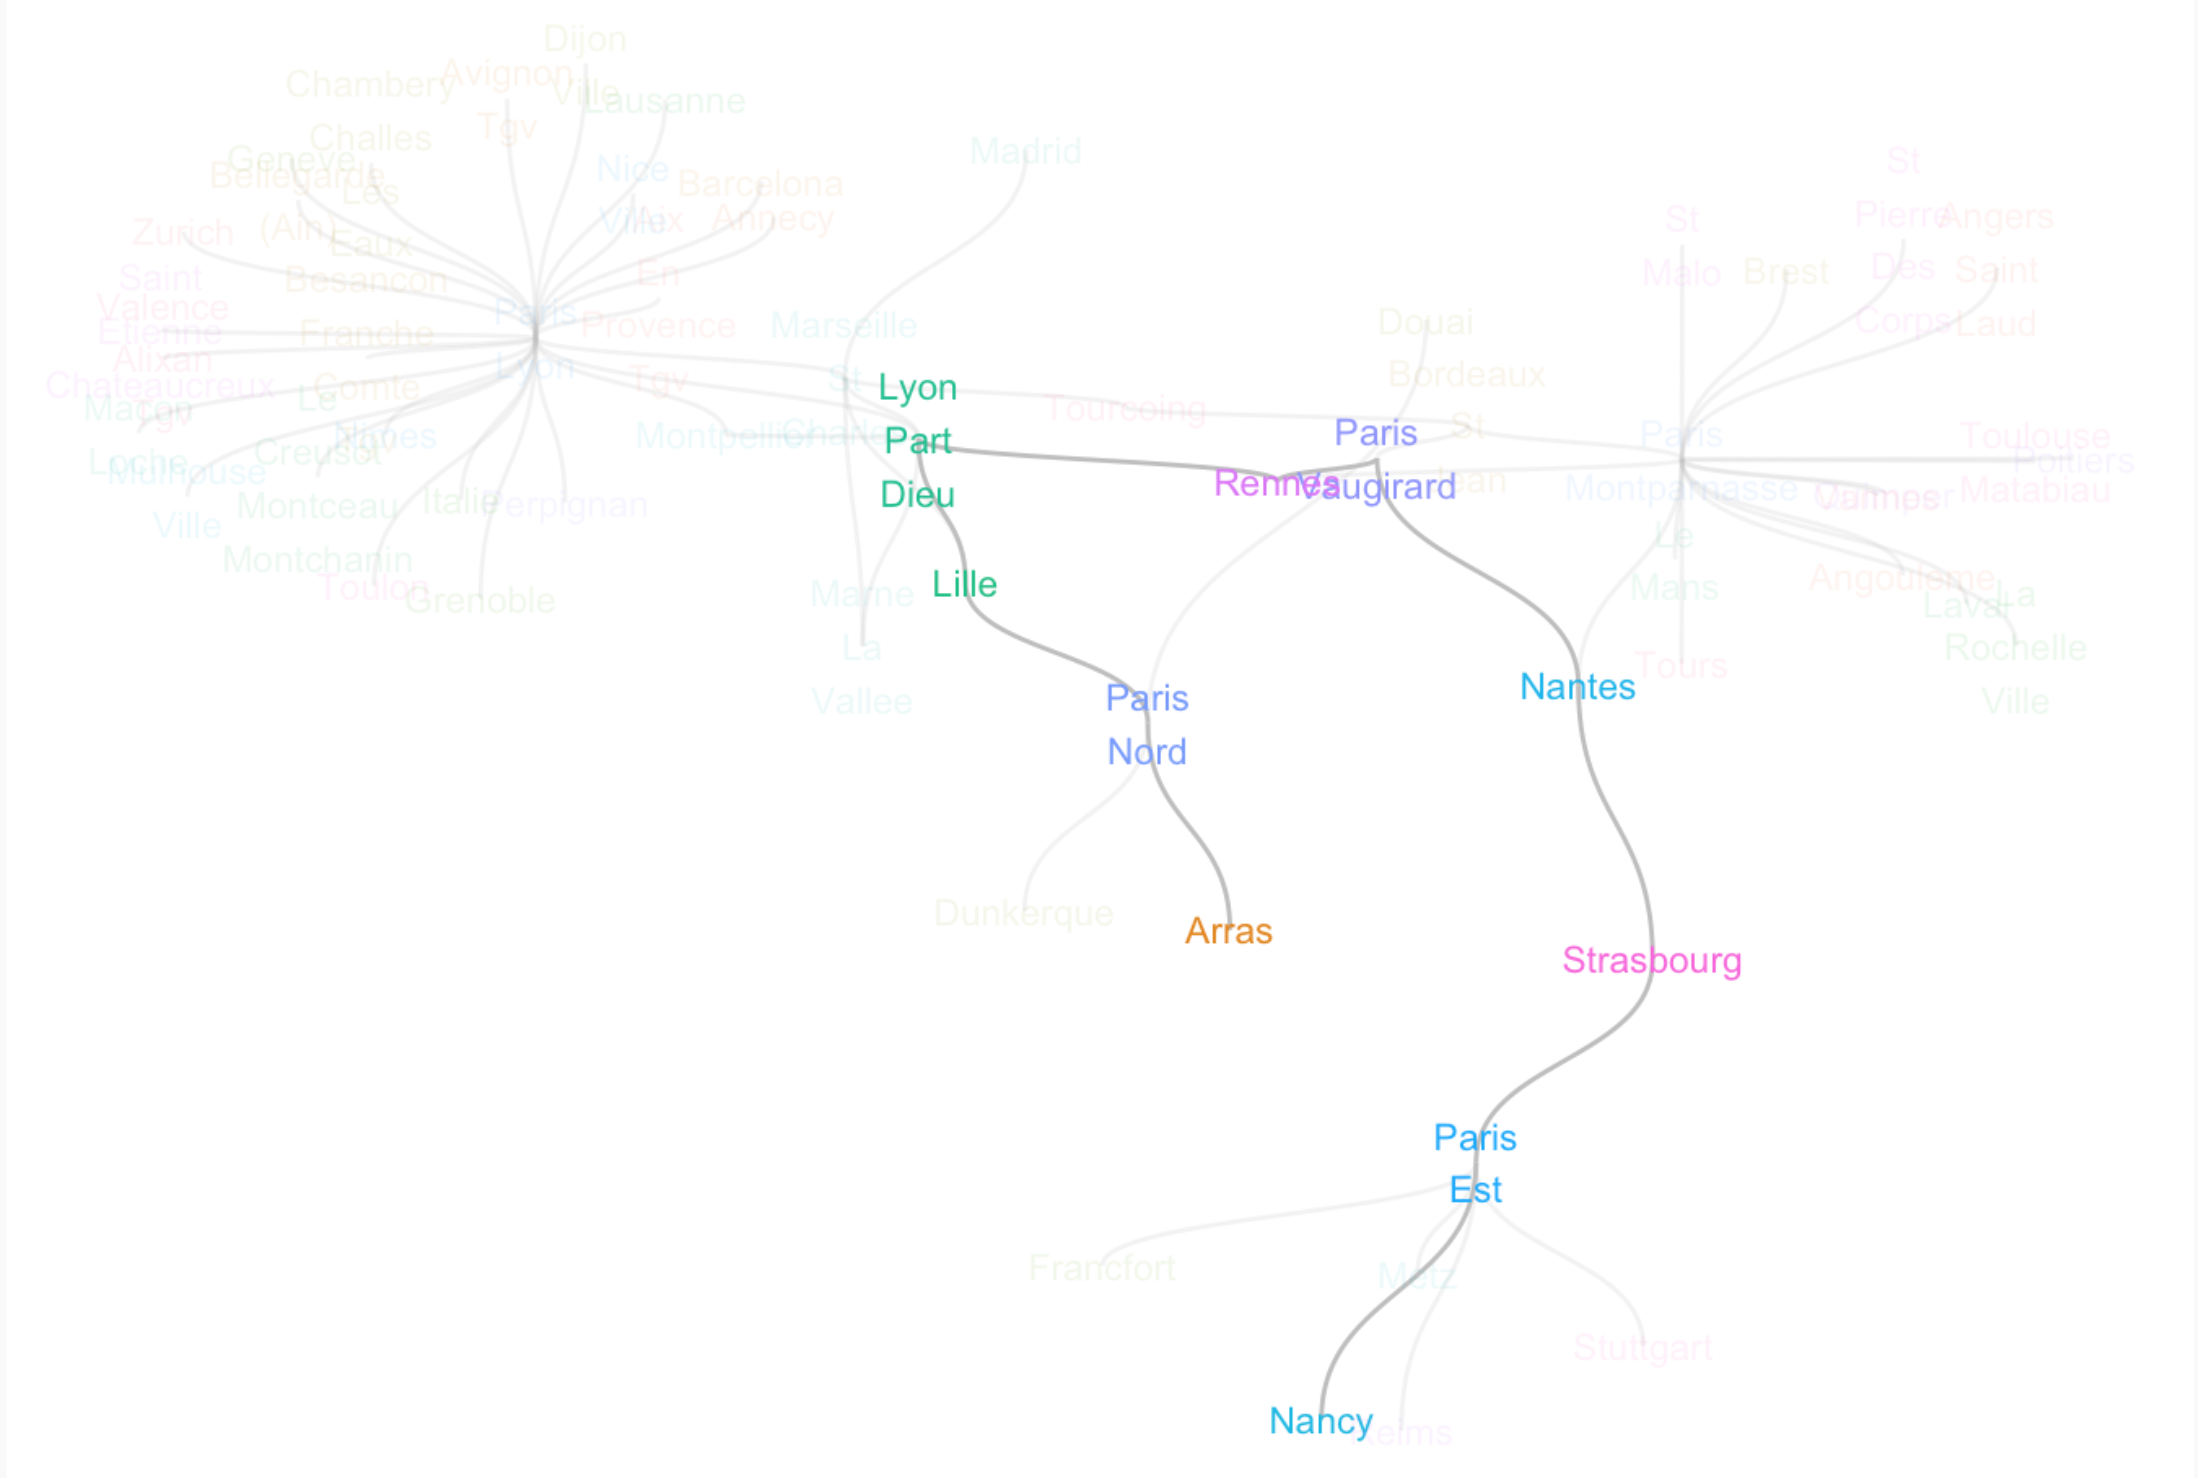 Dijon
Ville
Chambery
Challes
Les
Eaux
Avignon
Tgv
Lausanne
Geneve
Bellegarde
(Ain)
Nice
Ville
Barcelona
Annecy
Aix
En
Provence
Tgv
Madrid
Zurich
Saint
Etienne
Chateaucreux
Valence
Alixan
Tgv
Besancon
Franche
Comte
Tgv
Paris
Lyon
Marseille
St
Charles
Macon
Loche
Le
Creusot
Montceau
Montchanin
Nimes
Mulhouse
Ville
Italie
Perpignan
Toulon
Grenoble
Montpellier
Lyon
Part
Dieu
Tourcoing
Douai
Bordeaux
St
Jean
Paris
Vaugirard
Rennes
St
Malo
Brest
St
Pierre
Des
Corps
Angers
Saint
Laud
Paris
Montparnasse
Toulouse
Matabiau
Poitiers
Vannes
Quimper
Le
Mans
Tours
Angouleme
Laval
La
Rochelle
Ville
Lille
Marne
La
Vallee
Paris
Nord
Nantes
Dunkerque
Arras
Strasbourg
Paris
Est
Francfort
Metz
Stuttgart
Nancy
Reims